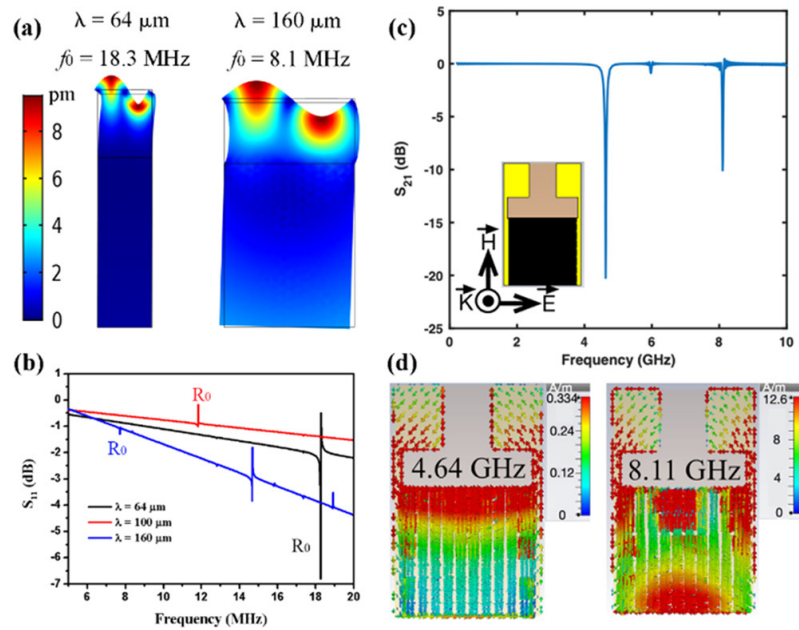 (a)
λ = 64 μm
λ = 160 μm
f0 = 18.3 MHz
f0 = 8.1 MHz
pm
8
6
4
2
0
(b)
0
-1
-2
-3
-4
-5
-6
-7
S11 (dB)
R0
R0
R0
λ = 64 μm
λ = 100 μm
λ = 160 μm
6
8
10
12
14
16
18
20
Frequency (MHz)
(c)
5
0
-5
-10
-15
-20
-25
S21 (dB)
H
K
E
0
2
4
6
8
10
Frequency (GHz)
(d)
A/m
0.334
0.24
0.12
0
4.64 GHz
A/m
12.6
8
4
0
8.11 GHz